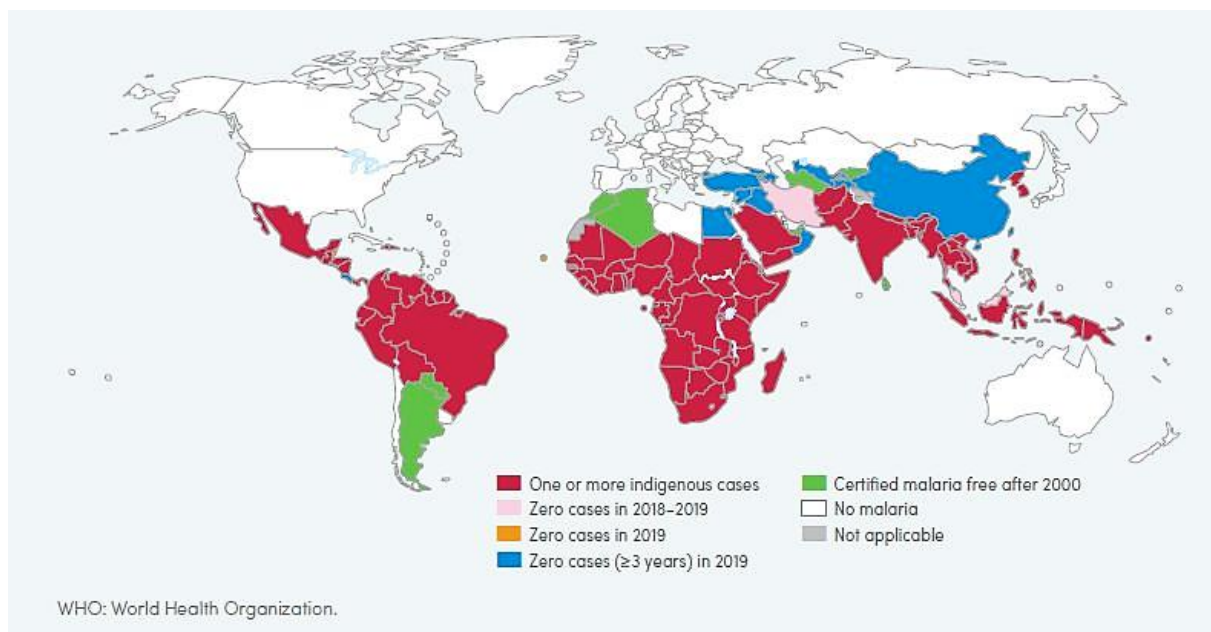 One or more indigenous cases
Zero cases in 2018–2019
Zero cases in 2019
Zero cases (≥3 years) in 2019
Certified malaria free after 2000
No malaria
Not applicable
WHO: World Health Organization.